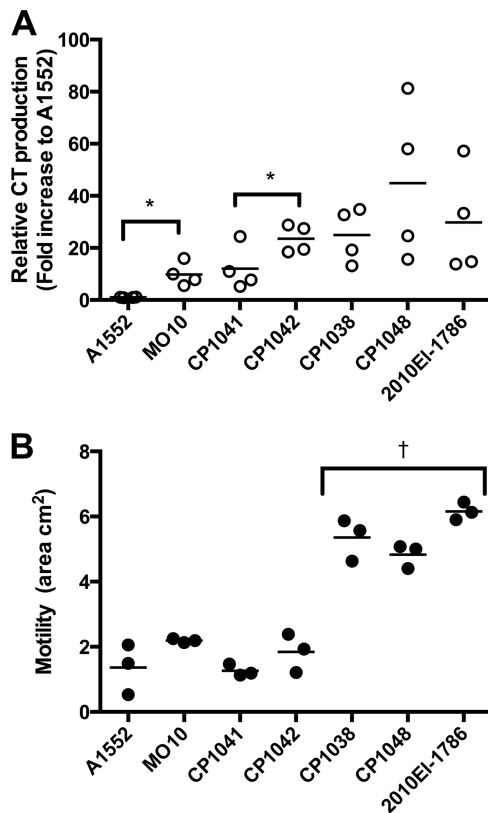 A
Relative CT production
(Fold increase to A1552)
100
80
60
40
20
0
*
*
A1552
MO10
CP1041
CP1042
CP1038
CP1048
2010EI-1786
B
Motility (area cm²)
8
6
4
2
0
†
A1552
MO10
CP1041
CP1042
CP1038
CP1048
2010EI-1786